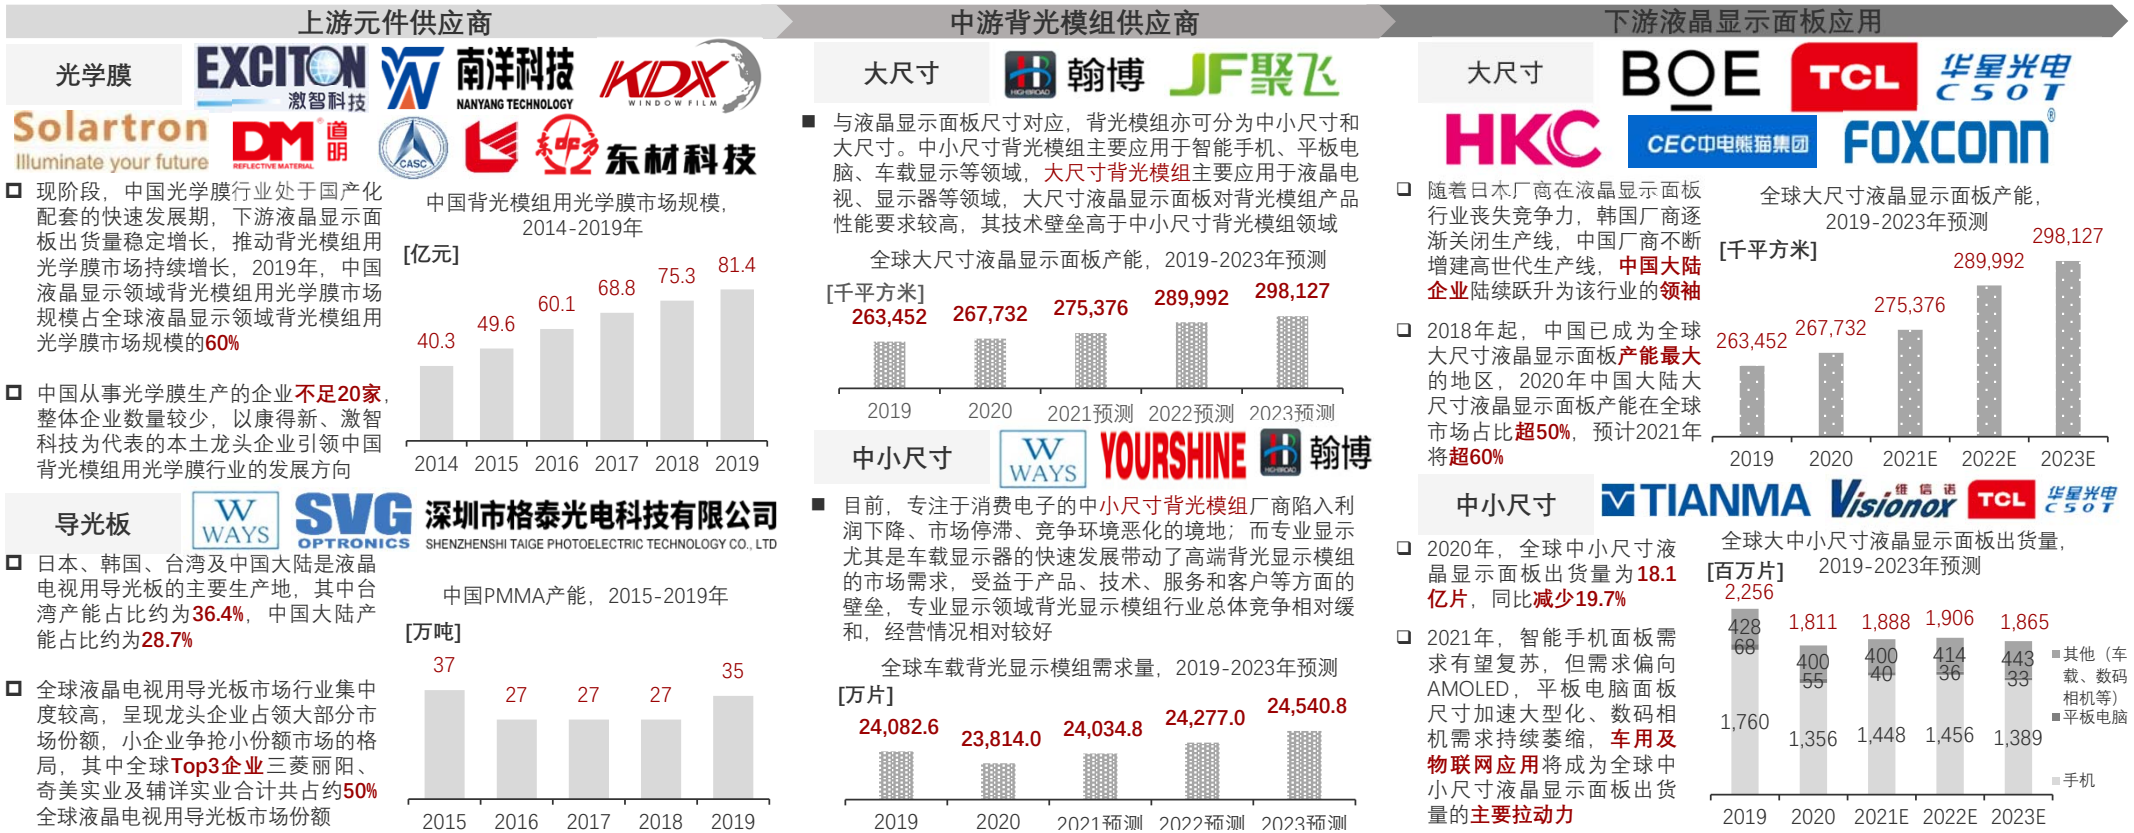 上游元件供应商
中游背光模组供应商
下游液晶显示面板应用
光学膜
EXCITON
激智科技
南洋科技
NANYANG TECHNOLOGY
KDX
WINDOW FILM
Solartron
Illuminate your future
DM
®
道明
REFLECTIVE MATERIAL
CASC
东材科技
现阶段，中国光学膜行业处于国产化
配套的快速发展期，下游液晶显示面
板出货量稳定增长，推动背光模组用
光学膜市场持续增长，2019年，中国
液晶显示领域背光模组用光学膜市场
规模占全球液晶显示领域背光模组用
光学膜市场规模的60%
中国从事光学膜生产的企业不足20家，
整体企业数量较少，以康得新、激智
科技为代表的本土龙头企业引领中国
背光模组用光学膜行业的发展方向
中国背光模组用光学膜市场规模，
2014-2019年
[亿元]
40.3
49.6
60.1
68.8
75.3
81.4
2014 2015 2016 2017 2018 2019
导光板
W
WAYS
SVG
OPTRONICS
深圳市格泰光电科技有限公司
SHENZHENSHI TAIGE PHOTOELECTRIC TECHNOLOGY CO., LTD
日本、韩国、台湾及中国大陆是液晶
电视用导光板的主要生产地，其中台
湾产能占比约为36.4%，中国大陆产
能占比约为28.7%
全球液晶电视用导光板市场行业集中
度较高，呈现龙头企业占领大部分市
场份额，小企业争抢小份额市场的格
局，其中全球Top3企业三菱丽阳、
奇美实业及辅洋实业合计共占约50%
全球液晶电视用导光板市场份额
中国PMMA产能，2015-2019年
[万吨]
37
27
27
27
35
2015 2016 2017 2018 2019
大尺寸
HIGHBROAD
翰博
JF聚飞
与液晶显示面板尺寸对应，背光模组亦可分为中小尺寸和
大尺寸。中小尺寸背光模组主要应用于智能手机、平板电
脑、车载显示等领域，大尺寸背光模组主要应用于液晶电
视、显示器等领域，大尺寸液晶显示面板对背光模组产品
性能要求较高，其技术壁垒高于中小尺寸背光模组领域
全球大尺寸液晶显示面板产能，2019-2023年预测
[千平方米]
263,452
267,732
275,376
289,992
298,127
2019 2020 2021预测 2022预测 2023预测
中小尺寸
W
WAYS
YOURSHINE
HIGHBROAD
翰博
目前，专注于消费电子的中小尺寸背光模组厂商陷入利
润下降、市场停滞、竞争环境恶化的境地；而专业显示
尤其是车载显示器的快速发展带动了高端背光显示模组
的市场需求，受益于产品、技术、服务和客户等方面的
壁垒，专业显示领域背光显示模组行业总体竞争相对缓
和，经营情况相对较好
全球车载背光显示模组需求量，2019-2023年预测
[万片]
24,082.6
23,814.0
24,034.8
24,277.0
24,540.8
2019 2020 2021预测 2022预测 2023预测
大尺寸
BOE
TCL
华星光电
CSOT
HKC
CEC中电熊猫集团
FOXCONN®
随着日本厂商在液晶显示面板
行业丧失竞争力，韩国厂商逐
渐关闭生产线，中国厂商不断
增建高世代生产线，中国大陆
企业陆续跃升为该行业的领袖
2018年起，中国已成为全球
大尺寸液晶显示面板产能最大
的地区，2020年中国大陆大
尺寸液晶显示面板产能在全球
市场占比超50%，预计2021年
将超60%
全球大尺寸液晶显示面板产能，
2019-2023年预测
[千平方米]
263,452
267,732
275,376
289,992
298,127
2019 2020 2021E 2022E 2023E
中小尺寸
TIANMA
Visionox
维信诺
TCL
华星光电
CSOT
2020年，全球中小尺寸液
晶显示面板出货量为18.1
亿片，同比减少19.7%
2021年，智能手机面板需
求有望复苏，但需求偏向
AMOLED，平板电脑面板
尺寸加速大型化、数码相
机需求持续萎缩，车用及
物联网应用将成为全球中
小尺寸液晶显示面板出货
量的主要拉动力
全球大中小尺寸液晶显示面板出货量，
2019-2023年预测
[百万片]
2,256
1,811
1,888
1,906
1,865
428
400
400
414
443
68
55
40
36
33
1,760
1,356
1,448
1,456
1,389
2019 2020 2021E 2022E 2023E
其他（车
载、数码
相机等）
平板电脑
手机